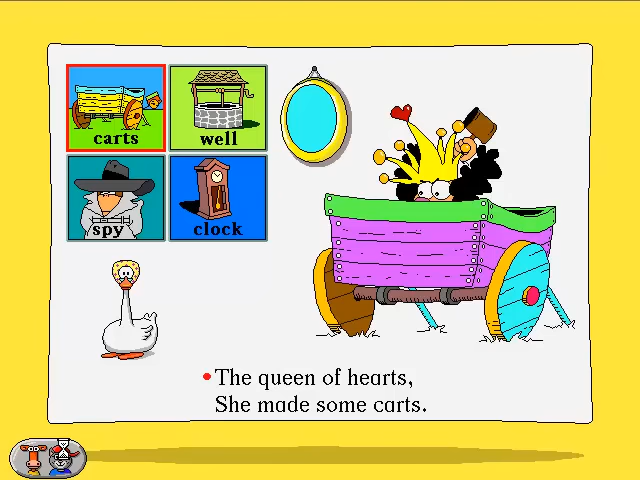 carts
well
spy
clock
The queen of hearts,
She made some carts.